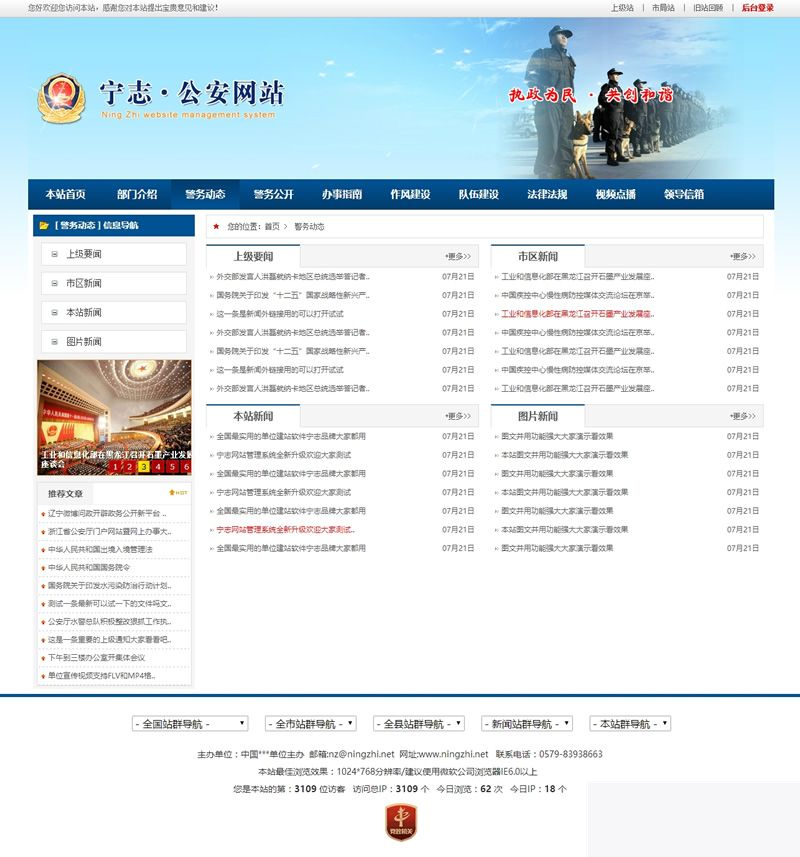 您好欢迎您访问本站，感谢您对本站提出宝贵意见和建议！
上级站 | 市局站 | 旧站回顾 | 后台登录
宁志·公安网站
Ning Zhi website management system
执政为民 · 共创和谐
本站首页 部门介绍 警务动态 警务公开 办事指南 作风建设 队伍建设 法律法规 视频点播 领导信箱
【警务动态】信息导航
上级要闻
市区新闻
本站新闻
图片新闻
工业和信息化部在黑龙江召开石墨产业发展
座谈会
1 2 3 4 5 6
推荐文章 HOT
辽宁微博问政开辟政务公开新平台 ..
浙江省公安厅门户网站暨网上办事大..
中华人民共和国出境入境管理法
中华人民共和国国务院令
国务院关于印发水污染防治行动计划..
测试一条最新可以试一下的文件吗文..
公安厅水警总队积极整改狠抓工作执..
这是一条重要的上级通知大家看看吧..
下午到三楼办公室开集体会议
单位宣传视频支持FLV和MP4格..
您的位置：首页 > 警务动态
上级要闻 +更多>>
外交部发言人洪磊就纳卡地区总统选举答记者.. 07月21日
国务院关于印发“十二五”国家战略性新兴产.. 07月21日
这一条是新闻外链接用的可以打开试试 07月21日
外交部发言人洪磊就纳卡地区总统选举答记者.. 07月21日
国务院关于印发“十二五”国家战略性新兴产.. 07月21日
这一条是新闻外链接用的可以打开试试 07月21日
外交部发言人洪磊就纳卡地区总统选举答记者.. 07月21日
市区新闻 +更多>>
工业和信息化部在黑龙江召开石墨产业发展座.. 07月21日
中国疾控中心慢性病防控媒体交流论坛在京举.. 07月21日
工业和信息化部在黑龙江召开石墨产业发展座.. 07月21日
中国疾控中心慢性病防控媒体交流论坛在京举.. 07月21日
工业和信息化部在黑龙江召开石墨产业发展座.. 07月21日
中国疾控中心慢性病防控媒体交流论坛在京举.. 07月21日
工业和信息化部在黑龙江召开石墨产业发展座.. 07月21日
本站新闻 +更多>>
全国最实用的单位建站软件宁志品牌大家都用 07月21日
宁志网站管理系统全新升级欢迎大家测试 07月21日
全国最实用的单位建站软件宁志品牌大家都用 07月21日
宁志网站管理系统全新升级欢迎大家测试 07月21日
全国最实用的单位建站软件宁志品牌大家都用 07月21日
宁志网站管理系统全新升级欢迎大家测试.. 07月21日
全国最实用的单位建站软件宁志品牌大家都用 07月21日
图片新闻 +更多>>
图文并用功能强大大家演示看效果 07月21日
本站图文并用功能强大大家演示看效果 07月21日
图文并用功能强大大家演示看效果 07月21日
本站图文并用功能强大大家演示看效果 07月21日
图文并用功能强大大家演示看效果 07月21日
本站图文并用功能强大大家演示看效果 07月21日
图文并用功能强大大家演示看效果 07月21日
- 全国站群导航 - - 全市站群导航 - - 全县站群导航 - - 新闻站群导航 - - 本站群导航 -
主办单位：中国***单位主办 邮箱:nz@ningzhi.net 网址:www.ningzhi.net 联系电话：0579-83938663
本站最佳浏览效果：1024*768分辨率/建议使用微软公司浏览器IE6.0以上
您是本站的第：3109 位访客 访问总IP：3109 个 今日浏览：62 次 今日IP：18 个
党政机关